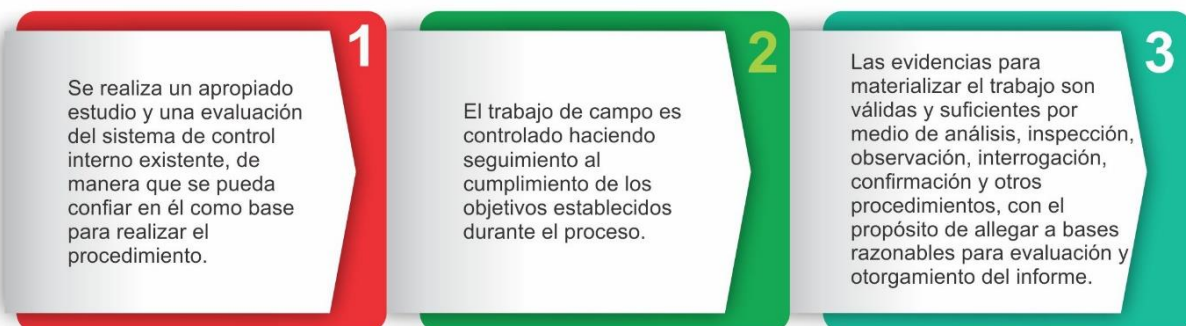 1
Se realiza un apropiado
estudio y una evaluación
del sistema de control
interno existente, de
manera que se pueda
confiar en él como base
para realizar el
procedimiento.
2
El trabajo de campo es
controlado haciendo
seguimiento al
cumplimiento de los
objetivos establecidos
durante el proceso.
3
Las evidencias para
materializar el trabajo son
válidas y suficientes por
medio de análisis, inspección,
observación, interrogación,
confirmación y otros
procedimientos, con el
propósito de allegar a bases
razonables para evaluación y
otorgamiento del informe.